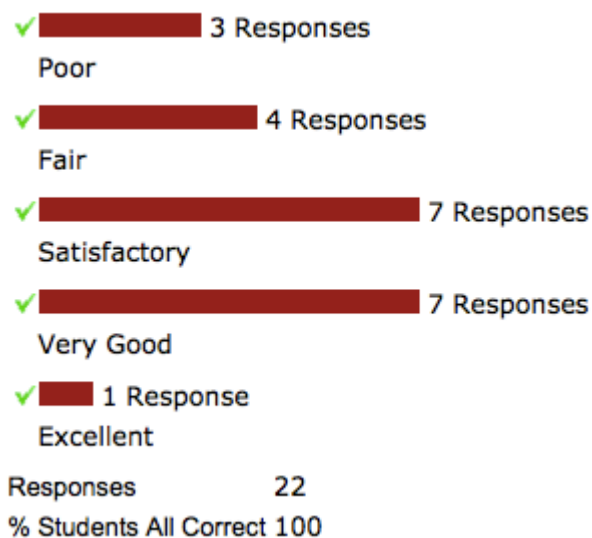 3 Responses
Poor
4 Responses
Fair
7 Responses
Satisfactory
7 Responses
Very Good
1 Response
Excellent
Responses 22
% Students All Correct 100